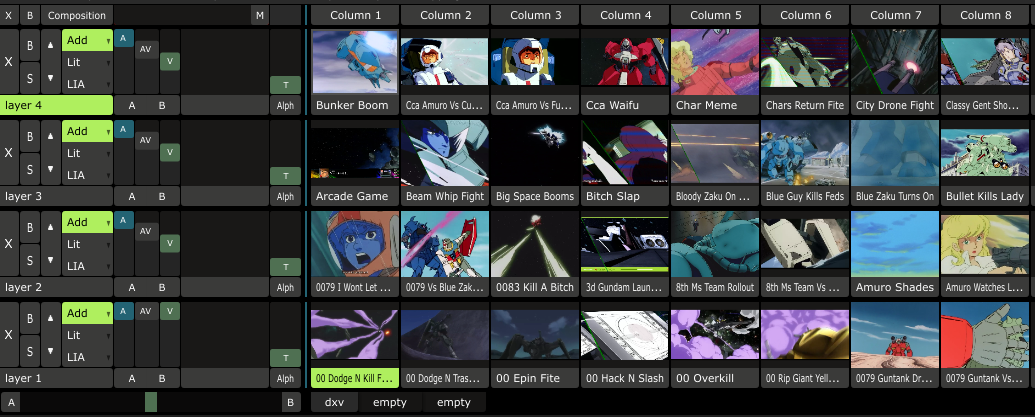 X B Composition M Column 1 Column 2 Column 3 Column 4 Column 5 Column 6 Column 7 Column 8
B Add A AV V
X Lit
S LIA T
layer 4 A B Alph Bunker Boom Cca Amuro Vs Cu... Cca Amuro Vs Fu... Cca Waifu Char Meme Chars Return Fite City Drone Fight Classy Gent Sho...
B Add A AV V
X Lit
S LIA T
layer 3 A B Alph Arcade Game Beam Whip Fight Big Space Booms Bitch Slap Bloody Zaku On ... Blue Guy Kills Feds Blue Zaku Turns On Bullet Kills Lady
B Add A AV V
X Lit
S LIA T
layer 2 A B Alph 0079 I Wont Let ... 0079 Vs Blue Zak... 0083 Kill A Bitch 3d Gundam Laun... 8th Ms Team Rollout 8th Ms Team Vs ... Amuro Shades Amuro Watches L...
B Add A AV V
X Lit
S LIA T
layer 1 A B Alph 00 Dodge N Kill F... 00 Dodge N Tras... 00 Epin Fite 00 Hack N Slash 00 Overkill 00 Rip Giant Yell... 0079 Guntank Dr... 0079 Guntank Vs...
A B dxv empty empty